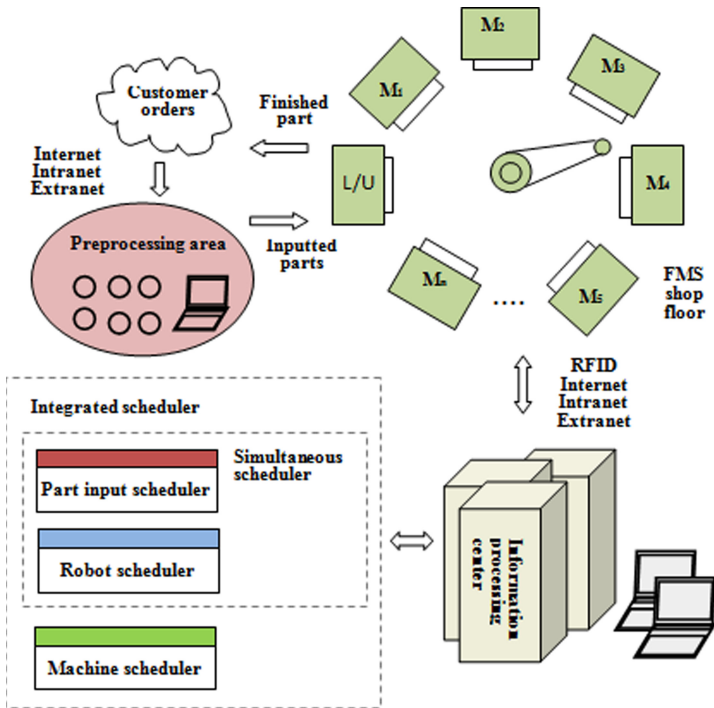 Customer
orders
Finished
part
Internet
Intranet
Extranet
Inputted
parts
Preprocessing area
L/U
M1
M2
M3
M4
M5
....
Mn
FMS
shop
floor
RFID
Internet
Intranet
Extranet
Integrated scheduler
Simultaneous
scheduler
Part input scheduler
Robot scheduler
Machine scheduler
Information
processing
center